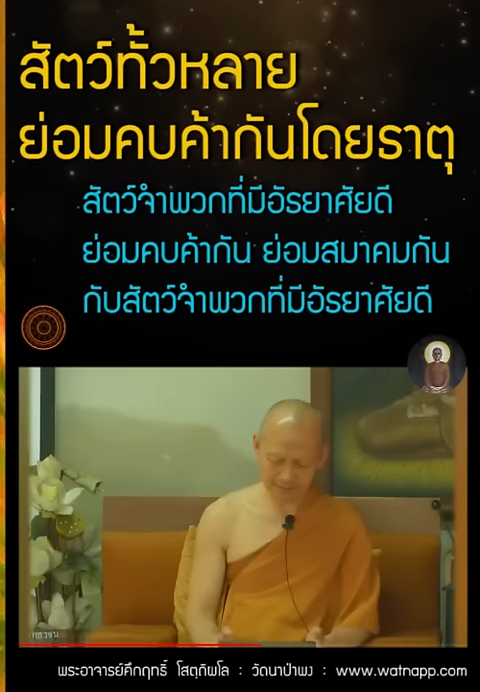 สัตว์ทั้วหลาย
ย่อมคบค้ากันโดยธาตุ
สัตว์จำพวกที่มีอัธยาศัยดี
ย่อมคบค้ากัน ย่อมสมาคมกัน
กับสัตว์จำพวกที่มีอัธยาศัยดี
พระอาจารย์คึกฤทธิ์ โสตฺถิผโล : วัดนาป่าพง : www.watnapp.com